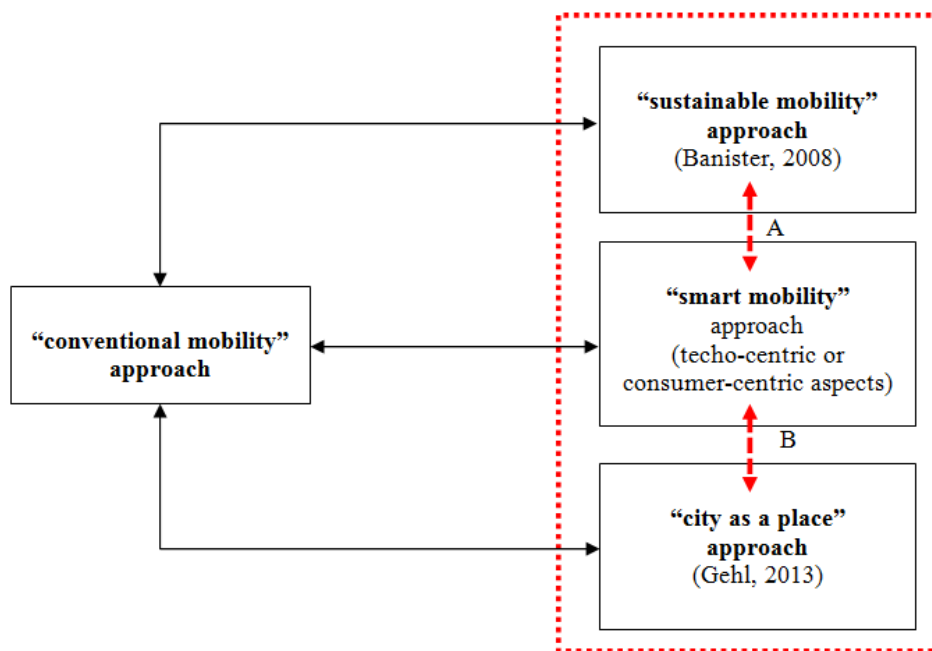 “sustainable mobility”
approach
(Banister, 2008)
A
“smart mobility”
approach
(techo-centric or
consumer-centric aspects)
“conventional mobility”
approach
B
“city as a place”
approach
(Gehl, 2013)